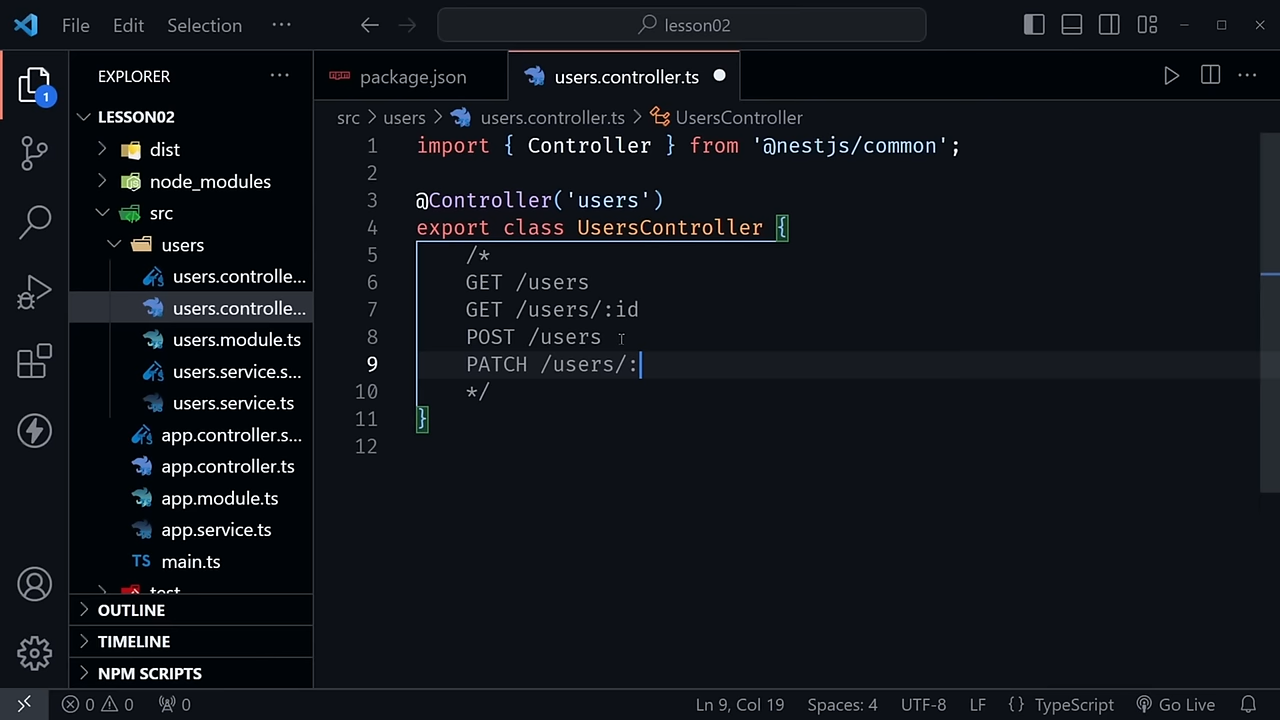 File Edit Selection ··· lesson02
EXPLORER ···
1
LESSON02
dist
node_modules
src
users
users.controlle...
users.controlle...
users.module.ts
users.service.s...
users.service.ts
app.controller.s...
app.controller.ts
app.module.ts
app.service.ts
TS main.ts
test
OUTLINE
TIMELINE
NPM SCRIPTS
package.json users.controller.ts ···
src > users > users.controller.ts > UsersController
1 import { Controller } from '@nestjs/common';
2
3 @Controller('users')
4 export class UsersController {
5 /*
6 GET /users
7 GET /users/:id
8 POST /users
9 PATCH /users/:
10 */
11 }
12
0 0 0 Ln 9, Col 19 Spaces: 4 UTF-8 LF {} TypeScript Go Live